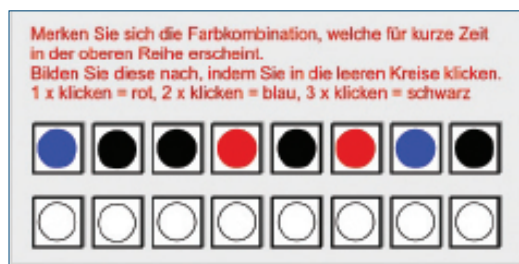 Merken Sie sich die Farbkombination, welche für kurze Zeit
in der oberen Reihe erscheint.
Bilden Sie diese nach, indem Sie in die leeren Kreise klicken.
1 x klicken = rot, 2 x klicken = blau, 3 x klicken = schwarz